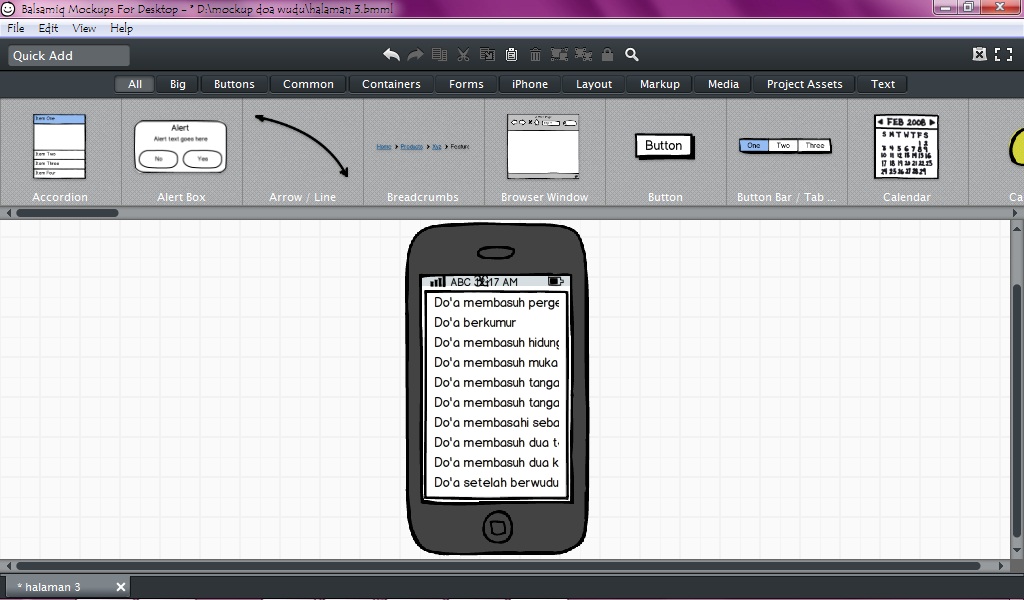 Balsamiq Mockups For Desktop - * D:\mockup doa wudu\halaman 3.bmml
File Edit View Help
Quick Add
All Big Buttons Common Containers Forms iPhone Layout Markup Media Project Assets Text
Item One
Item Two
Item Three
Item Four
Alert
Alert text goes here
No Yes
Home > Products > Xyz > Featur
Button
One Two Three
FEB 2008
S M T W T F S
1 2
3 4 5 6 7 8 9
10 11 12 13 14 15 16
17 18 19 20 21 22 23
24 25 26 27 28 29
Accordion Alert Box Arrow / Line Breadcrumbs Browser Window Button Button Bar / Tab ... Calendar Ca
ABC :17 AM
Do'a membasuh perge
Do'a berkumur
Do'a membasuh hidung
Do'a membasuh muka
Do'a membasuh tanga
Do'a membasuh tanga
Do'a membasahi seba
Do'a membasuh dua t
Do'a membasuh dua k
Do'a setelah berwudu
* halaman 3